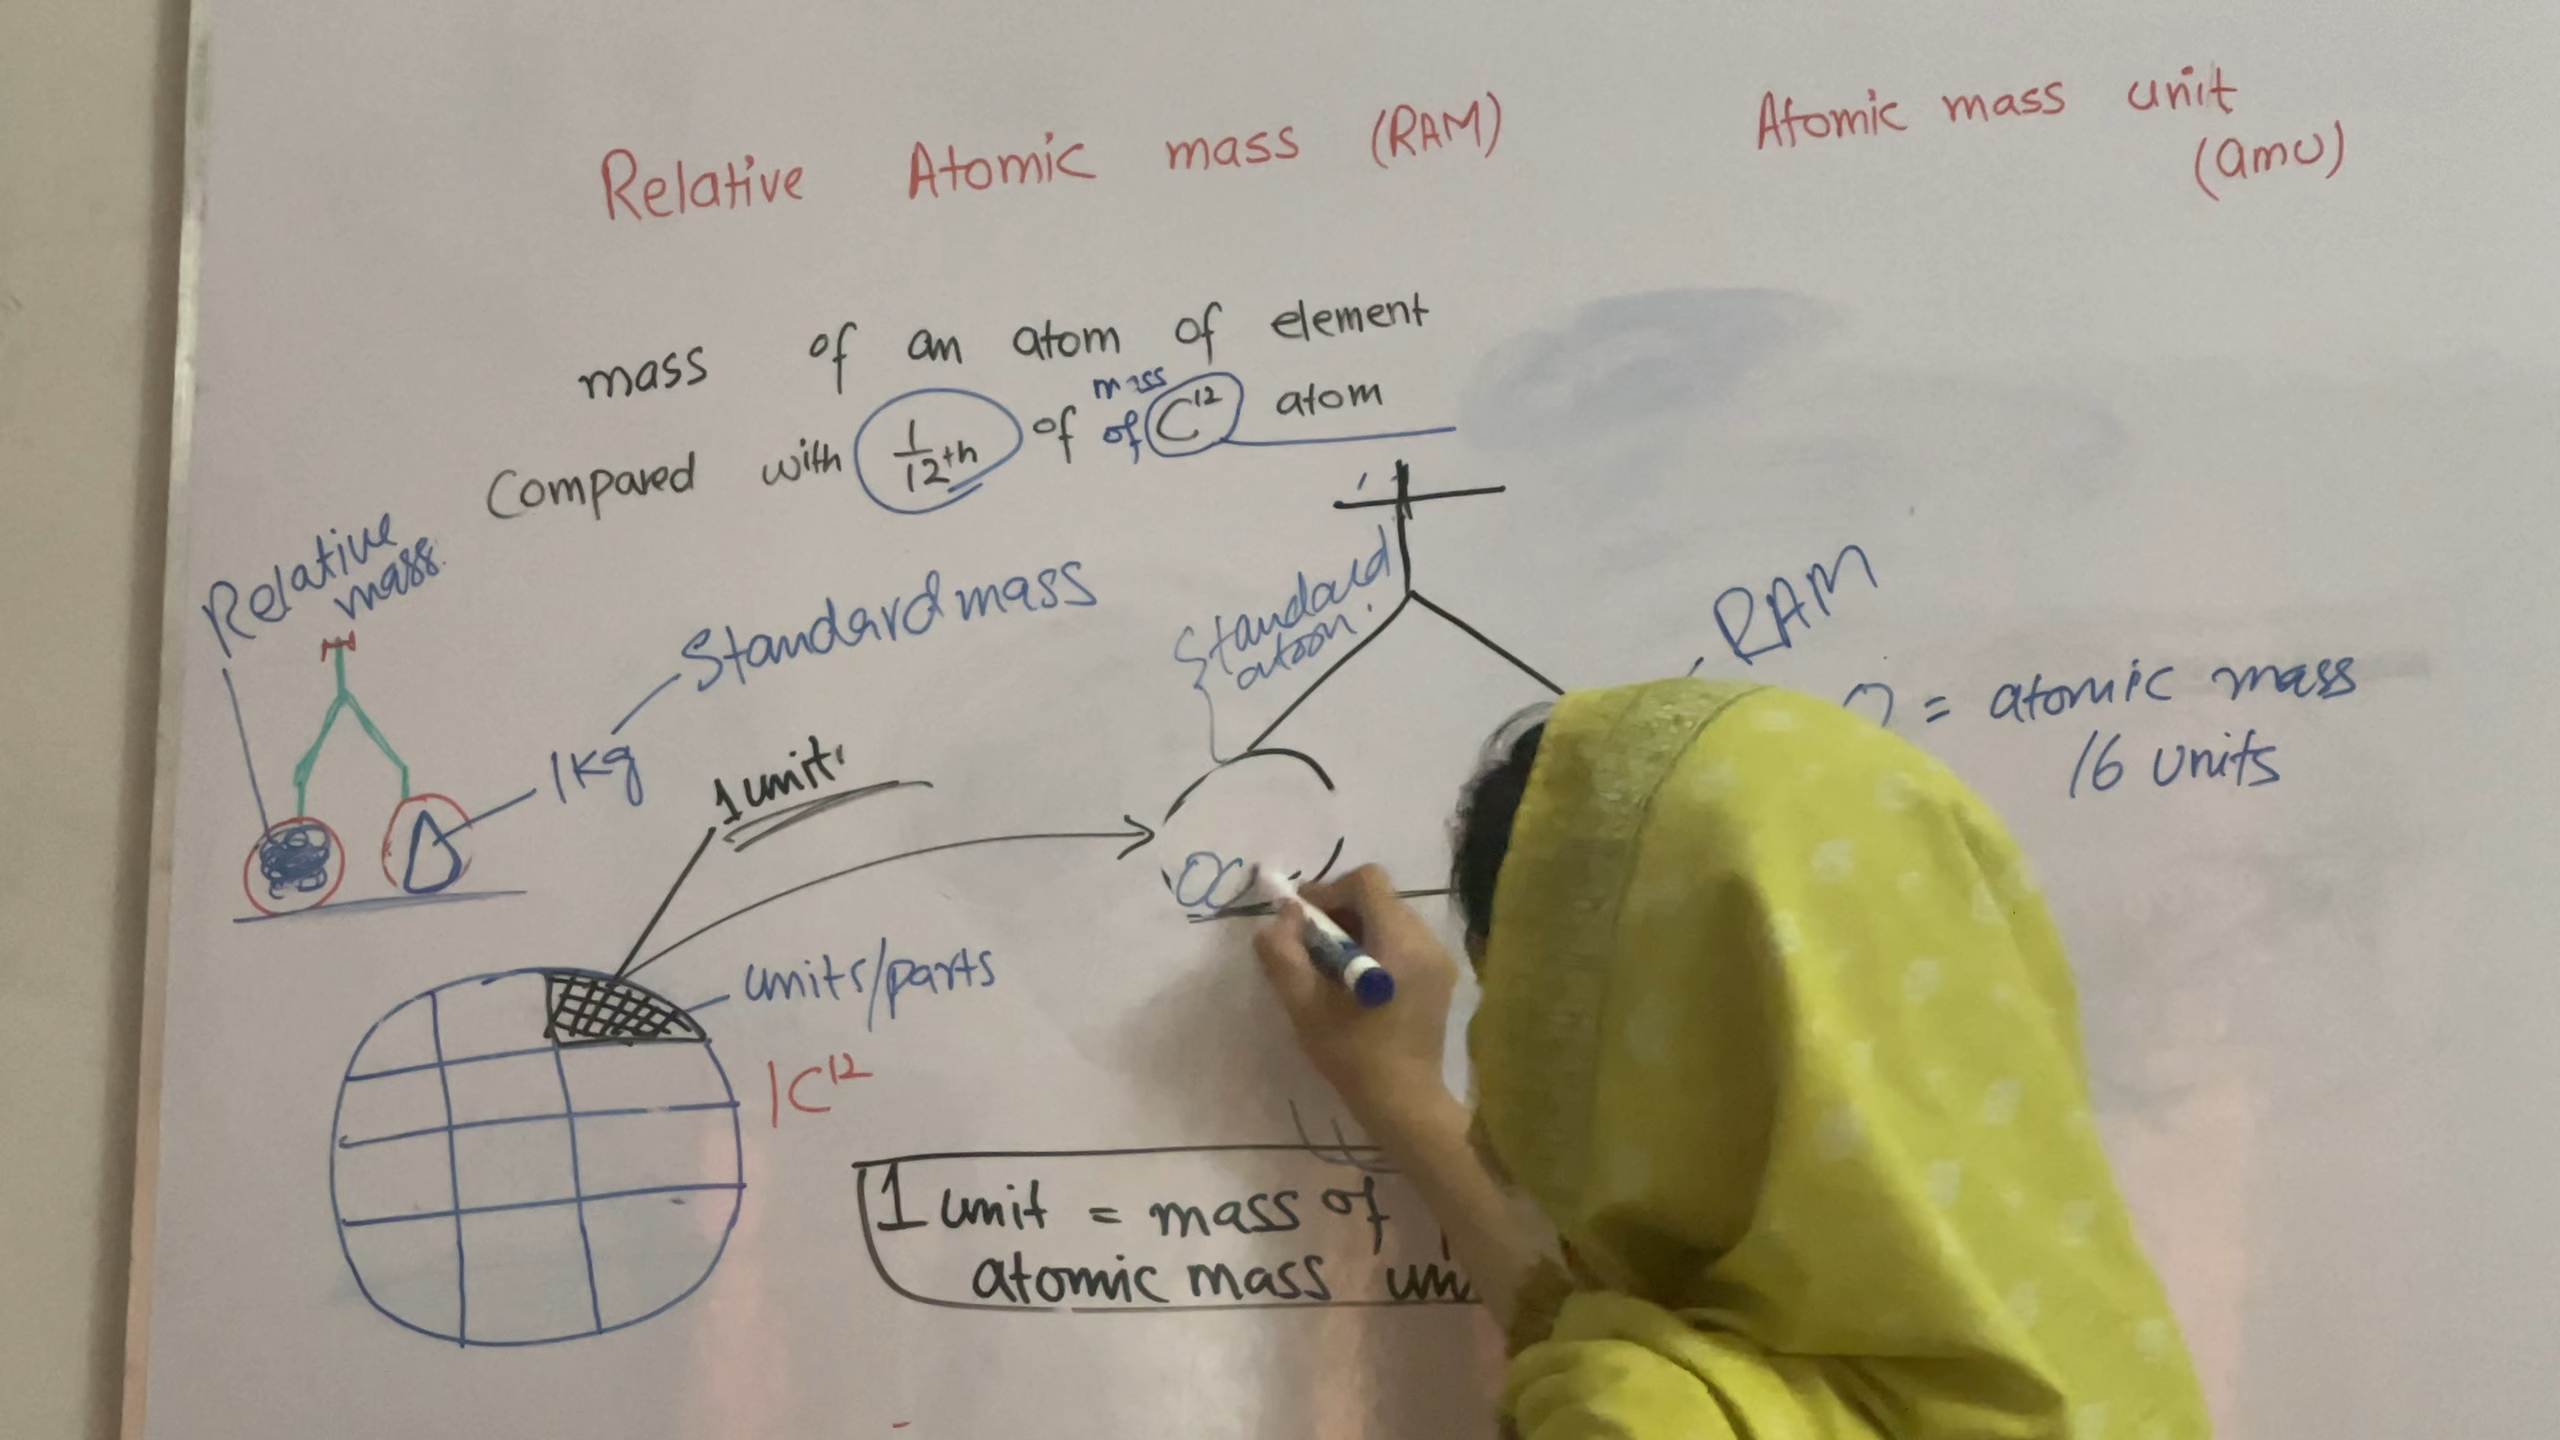 Relative Atomic mass (RAM)
Atomic mass unit
(amu)
mass of an atom of element
mass
Compared with 1/12th of of C¹² atom
Relative
mass.
Standard mass
1kg
1 unit
units/parts
1C¹²
Standard
atom.
RAM
= atomic mass
16 units
1 unit = mass of
atomic mass